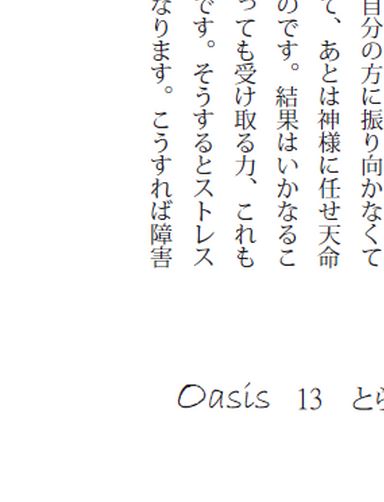 自分の方に振り向かなくて
て、あとは神様に任せ天命
のです。結果はいかなるこ
っても受け取る力、これも
です。そうするとストレス
なります。こうすれば障害
Oasis 13 とら